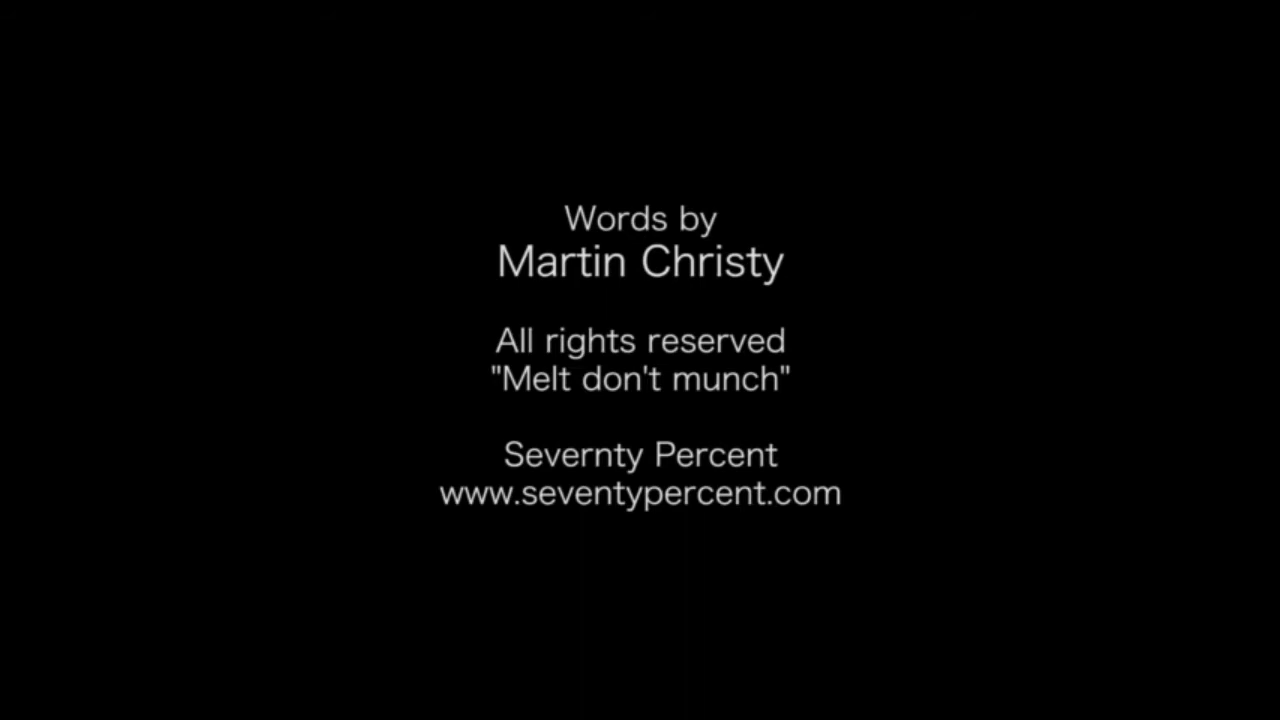 Words by
Martin Christy
All rights reserved
"Melt don't munch"
Severnty Percent
www.seventypercent.com